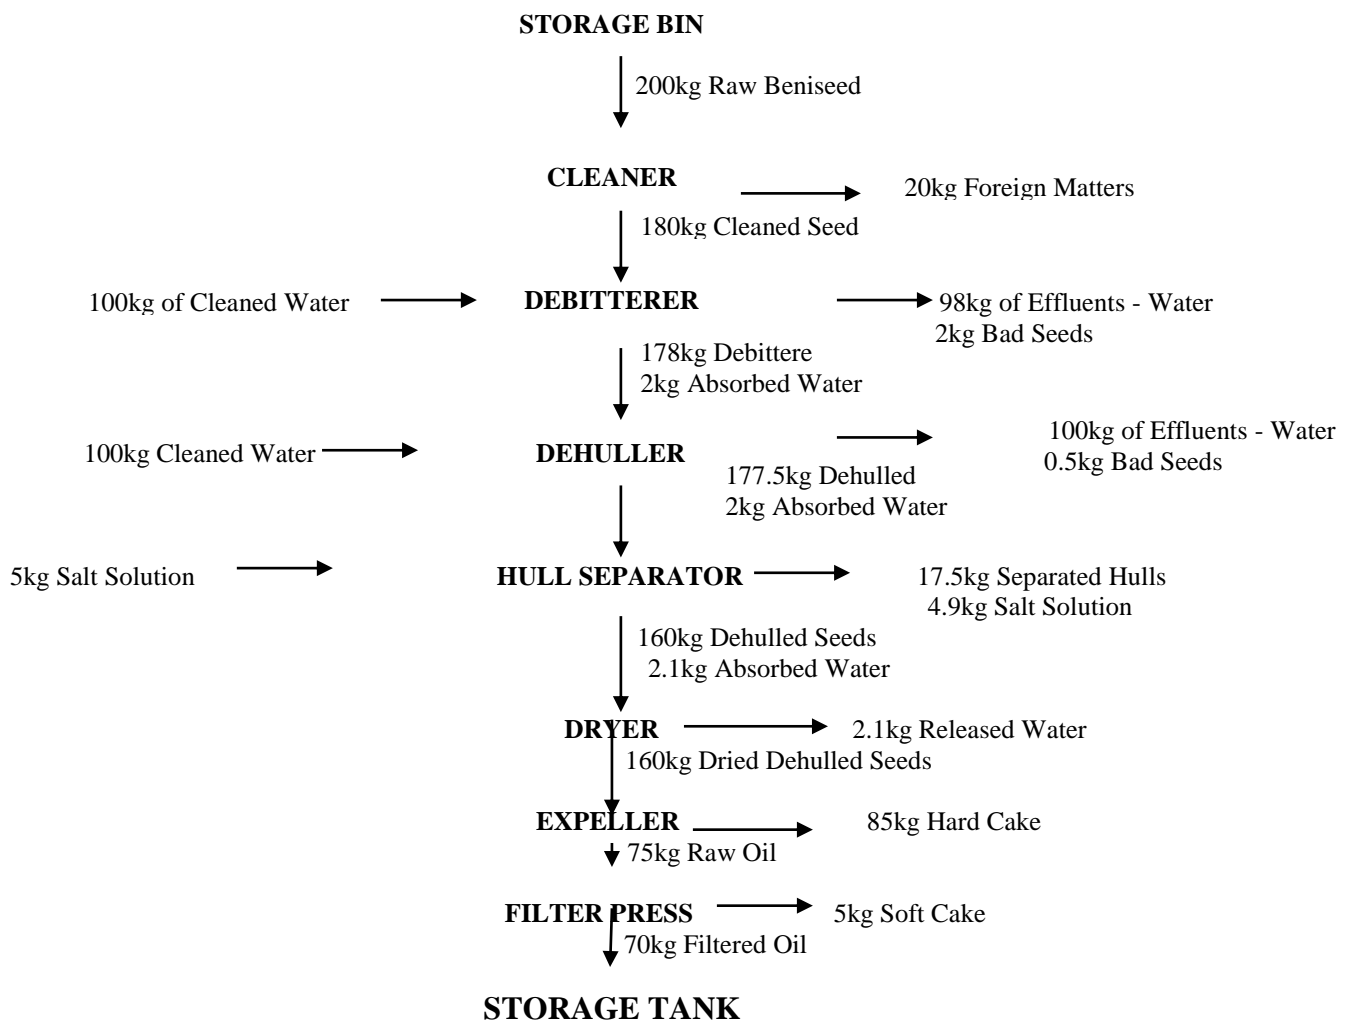 STORAGE BIN
200kg Raw Beniseed
CLEANER
20kg Foreign Matters
180kg Cleaned Seed
100kg of Cleaned Water
DEBITTERER
98kg of Effluents - Water
2kg Bad Seeds
178kg Debittere
2kg Absorbed Water
100kg Cleaned Water
DEHULLER
100kg of Effluents - Water
0.5kg Bad Seeds
177.5kg Dehulled
2kg Absorbed Water
5kg Salt Solution
HULL SEPARATOR
17.5kg Separated Hulls
4.9kg Salt Solution
160kg Dehulled Seeds
2.1kg Absorbed Water
DRYER
2.1kg Released Water
160kg Dried Dehulled Seeds
EXPELLER
85kg Hard Cake
75kg Raw Oil
FILTER PRESS
5kg Soft Cake
70kg Filtered Oil
STORAGE TANK